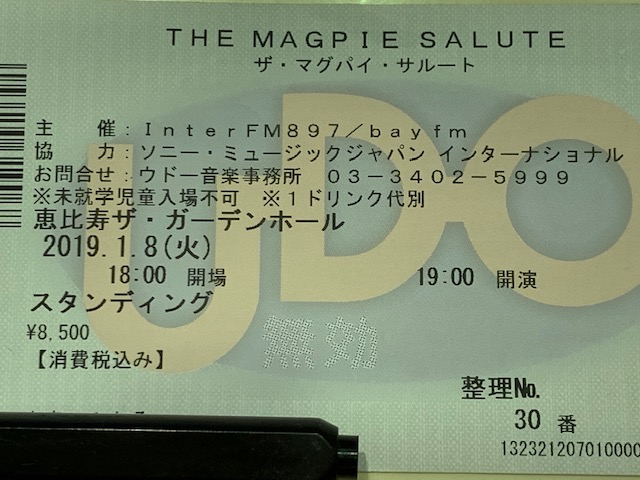 THE MAGPIE SALUTE
ザ・マグパイ・サルート
主　　催：InterFM897／bayfm
協　　力：ソニー・ミュージックジャパン インターナショナル
お問合せ：ウドー音楽事務所　03−3402−5999
※未就学児童入場不可　※１ドリンク代別
恵比寿ザ・ガーデンホール
2019.1.8(火)
18:00 開場　19:00 開演
スタンディング
¥8,500
【消費税込み】
無効
整理No.
30 番
132321207010000
UDO